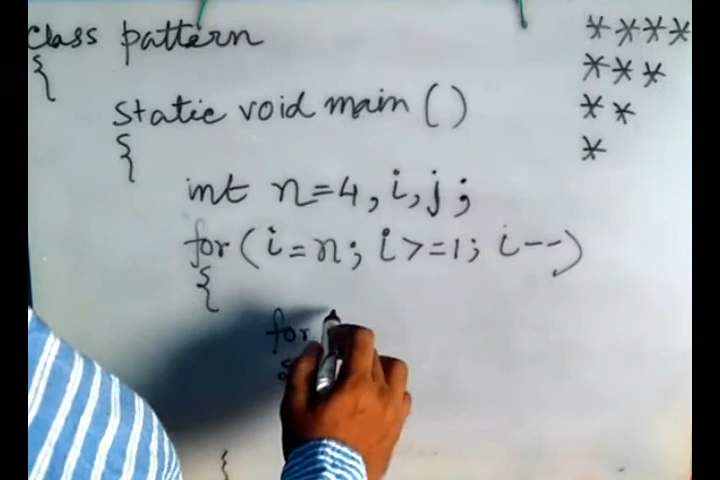 class pattern
{
static void main ()
{
int n=4, i, j;
for (i=n; i>=1; i--)
{
for
{
****
***
**
*